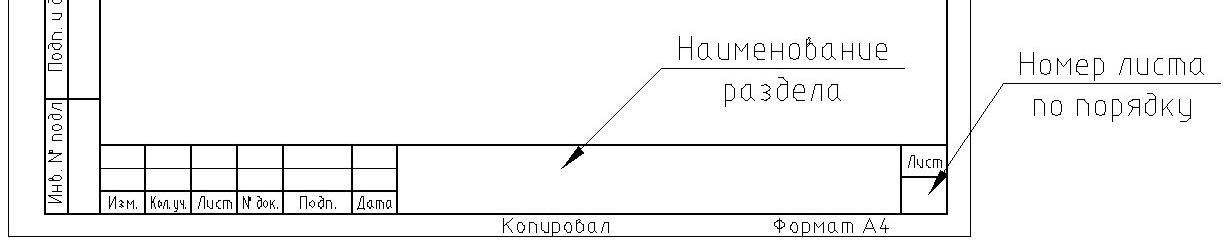 Подп. и д
Инв. № подл
Наименование
раздела
Номер листа
по порядку
Лист
Изм. Кол.уч. Лист № док. Подп. Дата
Копировал Формат А4